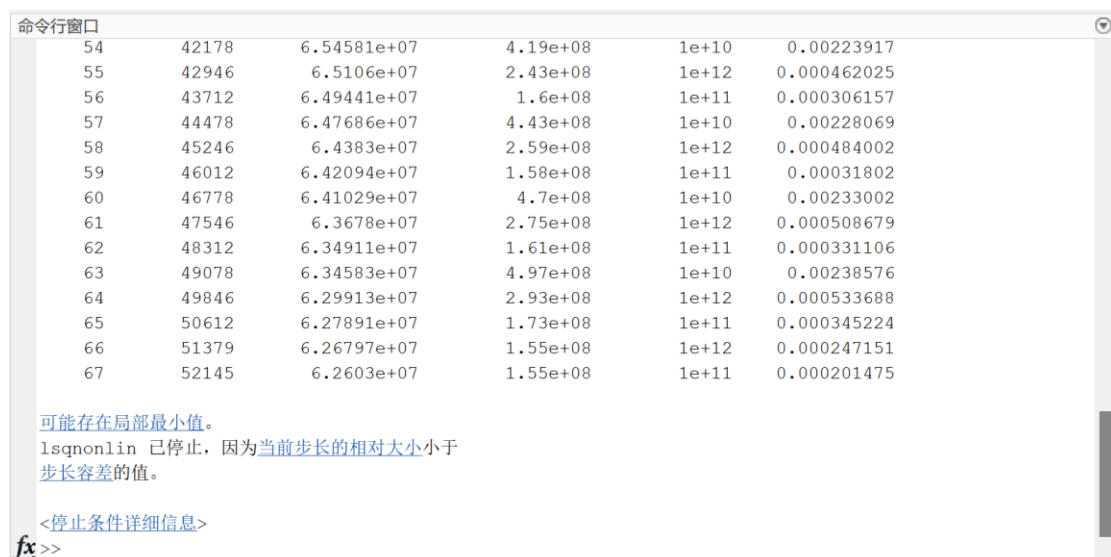 命令行窗口
54 42178 6.54581e+07 4.19e+08 1e+10 0.00223917
55 42946 6.5106e+07 2.43e+08 1e+12 0.000462025
56 43712 6.49441e+07 1.6e+08 1e+11 0.000306157
57 44478 6.47686e+07 4.43e+08 1e+10 0.00228069
58 45246 6.4383e+07 2.59e+08 1e+12 0.000484002
59 46012 6.42094e+07 1.58e+08 1e+11 0.00031802
60 46778 6.41029e+07 4.7e+08 1e+10 0.00233002
61 47546 6.3678e+07 2.75e+08 1e+12 0.000508679
62 48312 6.34911e+07 1.61e+08 1e+11 0.000331106
63 49078 6.34583e+07 4.97e+08 1e+10 0.00238576
64 49846 6.29913e+07 2.93e+08 1e+12 0.000533688
65 50612 6.27891e+07 1.73e+08 1e+11 0.000345224
66 51379 6.26797e+07 1.55e+08 1e+12 0.000247151
67 52145 6.2603e+07 1.55e+08 1e+11 0.000201475
可能存在局部最小值。
lsqnonlin 已停止，因为当前步长的相对大小小于
步长容差的值。
<停止条件详细信息>
fx >>